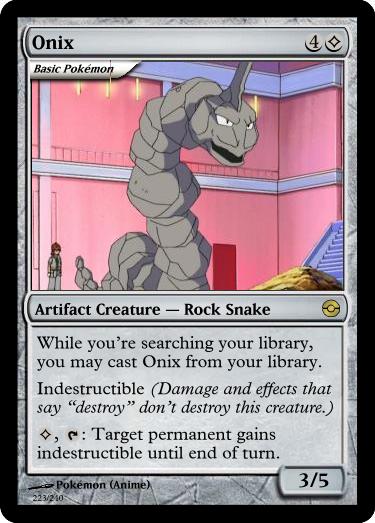 Onix 4
Basic Pokémon
Artifact Creature — Rock Snake
While you're searching your library,
you may cast Onix from your library.
Indestructible (Damage and effects that
say "destroy" don't destroy this creature.)
, : Target permanent gains
indestructible until end of turn.
3/5
Pokémon (Anime)
223/240